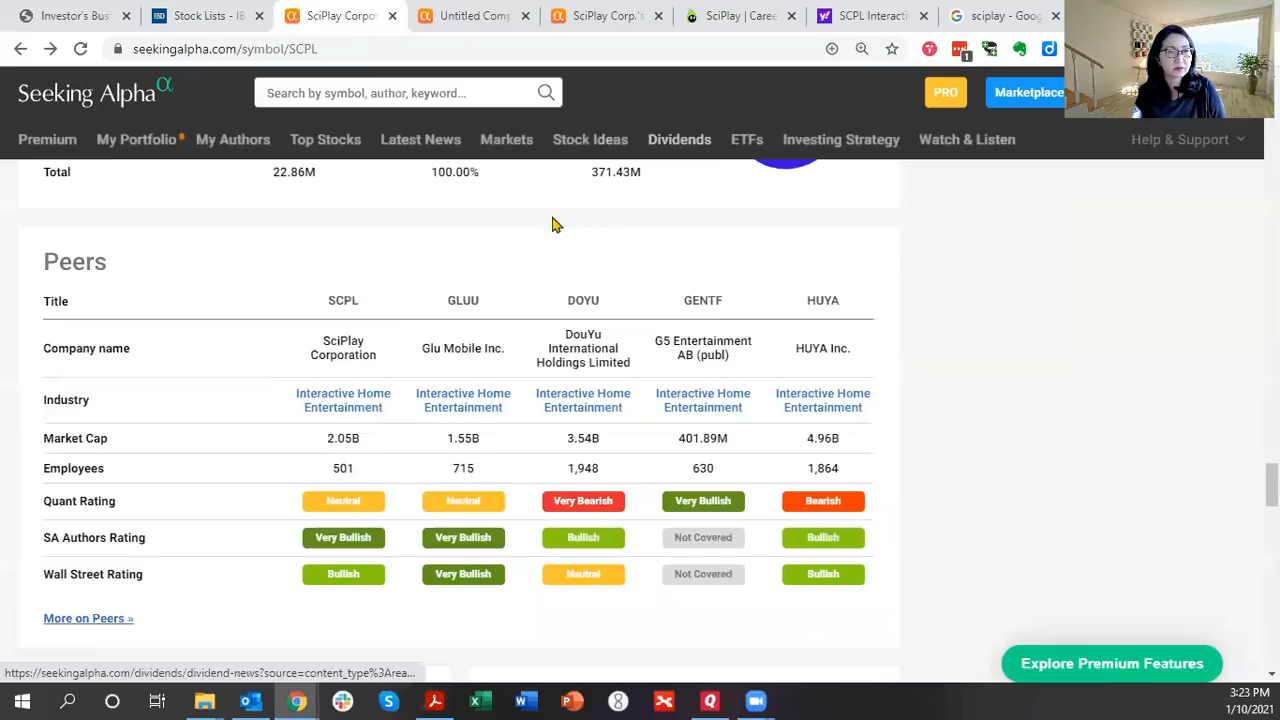 Investor's Bus
Stock Lists - IE
SciPlay Corpo
Untitled Comp
SciPlay Corp.'s
SciPlay | Caree
SCPL Interacti
sciplay - Goog
seekingalpha.com/symbol/SCPL
1
Seeking Alpha α
Search by symbol, author, keyword...
PRO
Marketplace
Premium
My Portfolio
My Authors
Top Stocks
Latest News
Markets
Stock Ideas
Dividends
ETFs
Investing Strategy
Watch & Listen
Help & Support
Total 22.86M 100.00% 371.43M
Peers
Title SCPL GLUU DOYU GENTF HUYA
Company name SciPlay Corporation Glu Mobile Inc. DouYu International Holdings Limited G5 Entertainment AB (publ) HUYA Inc.
Industry Interactive Home Entertainment Interactive Home Entertainment Interactive Home Entertainment Interactive Home Entertainment Interactive Home Entertainment
Market Cap 2.05B 1.55B 3.54B 401.89M 4.96B
Employees 501 715 1,948 630 1,864
Quant Rating Neutral Neutral Very Bearish Very Bullish Bearish
SA Authors Rating Very Bullish Very Bullish Bullish Not Covered Bullish
Wall Street Rating Bullish Very Bullish Neutral Not Covered Bullish
More on Peers »
Explore Premium Features
https://seekingalpha.com/dividends/dividend-news?source=content_type%3Area...
3:23 PM
1/10/2021